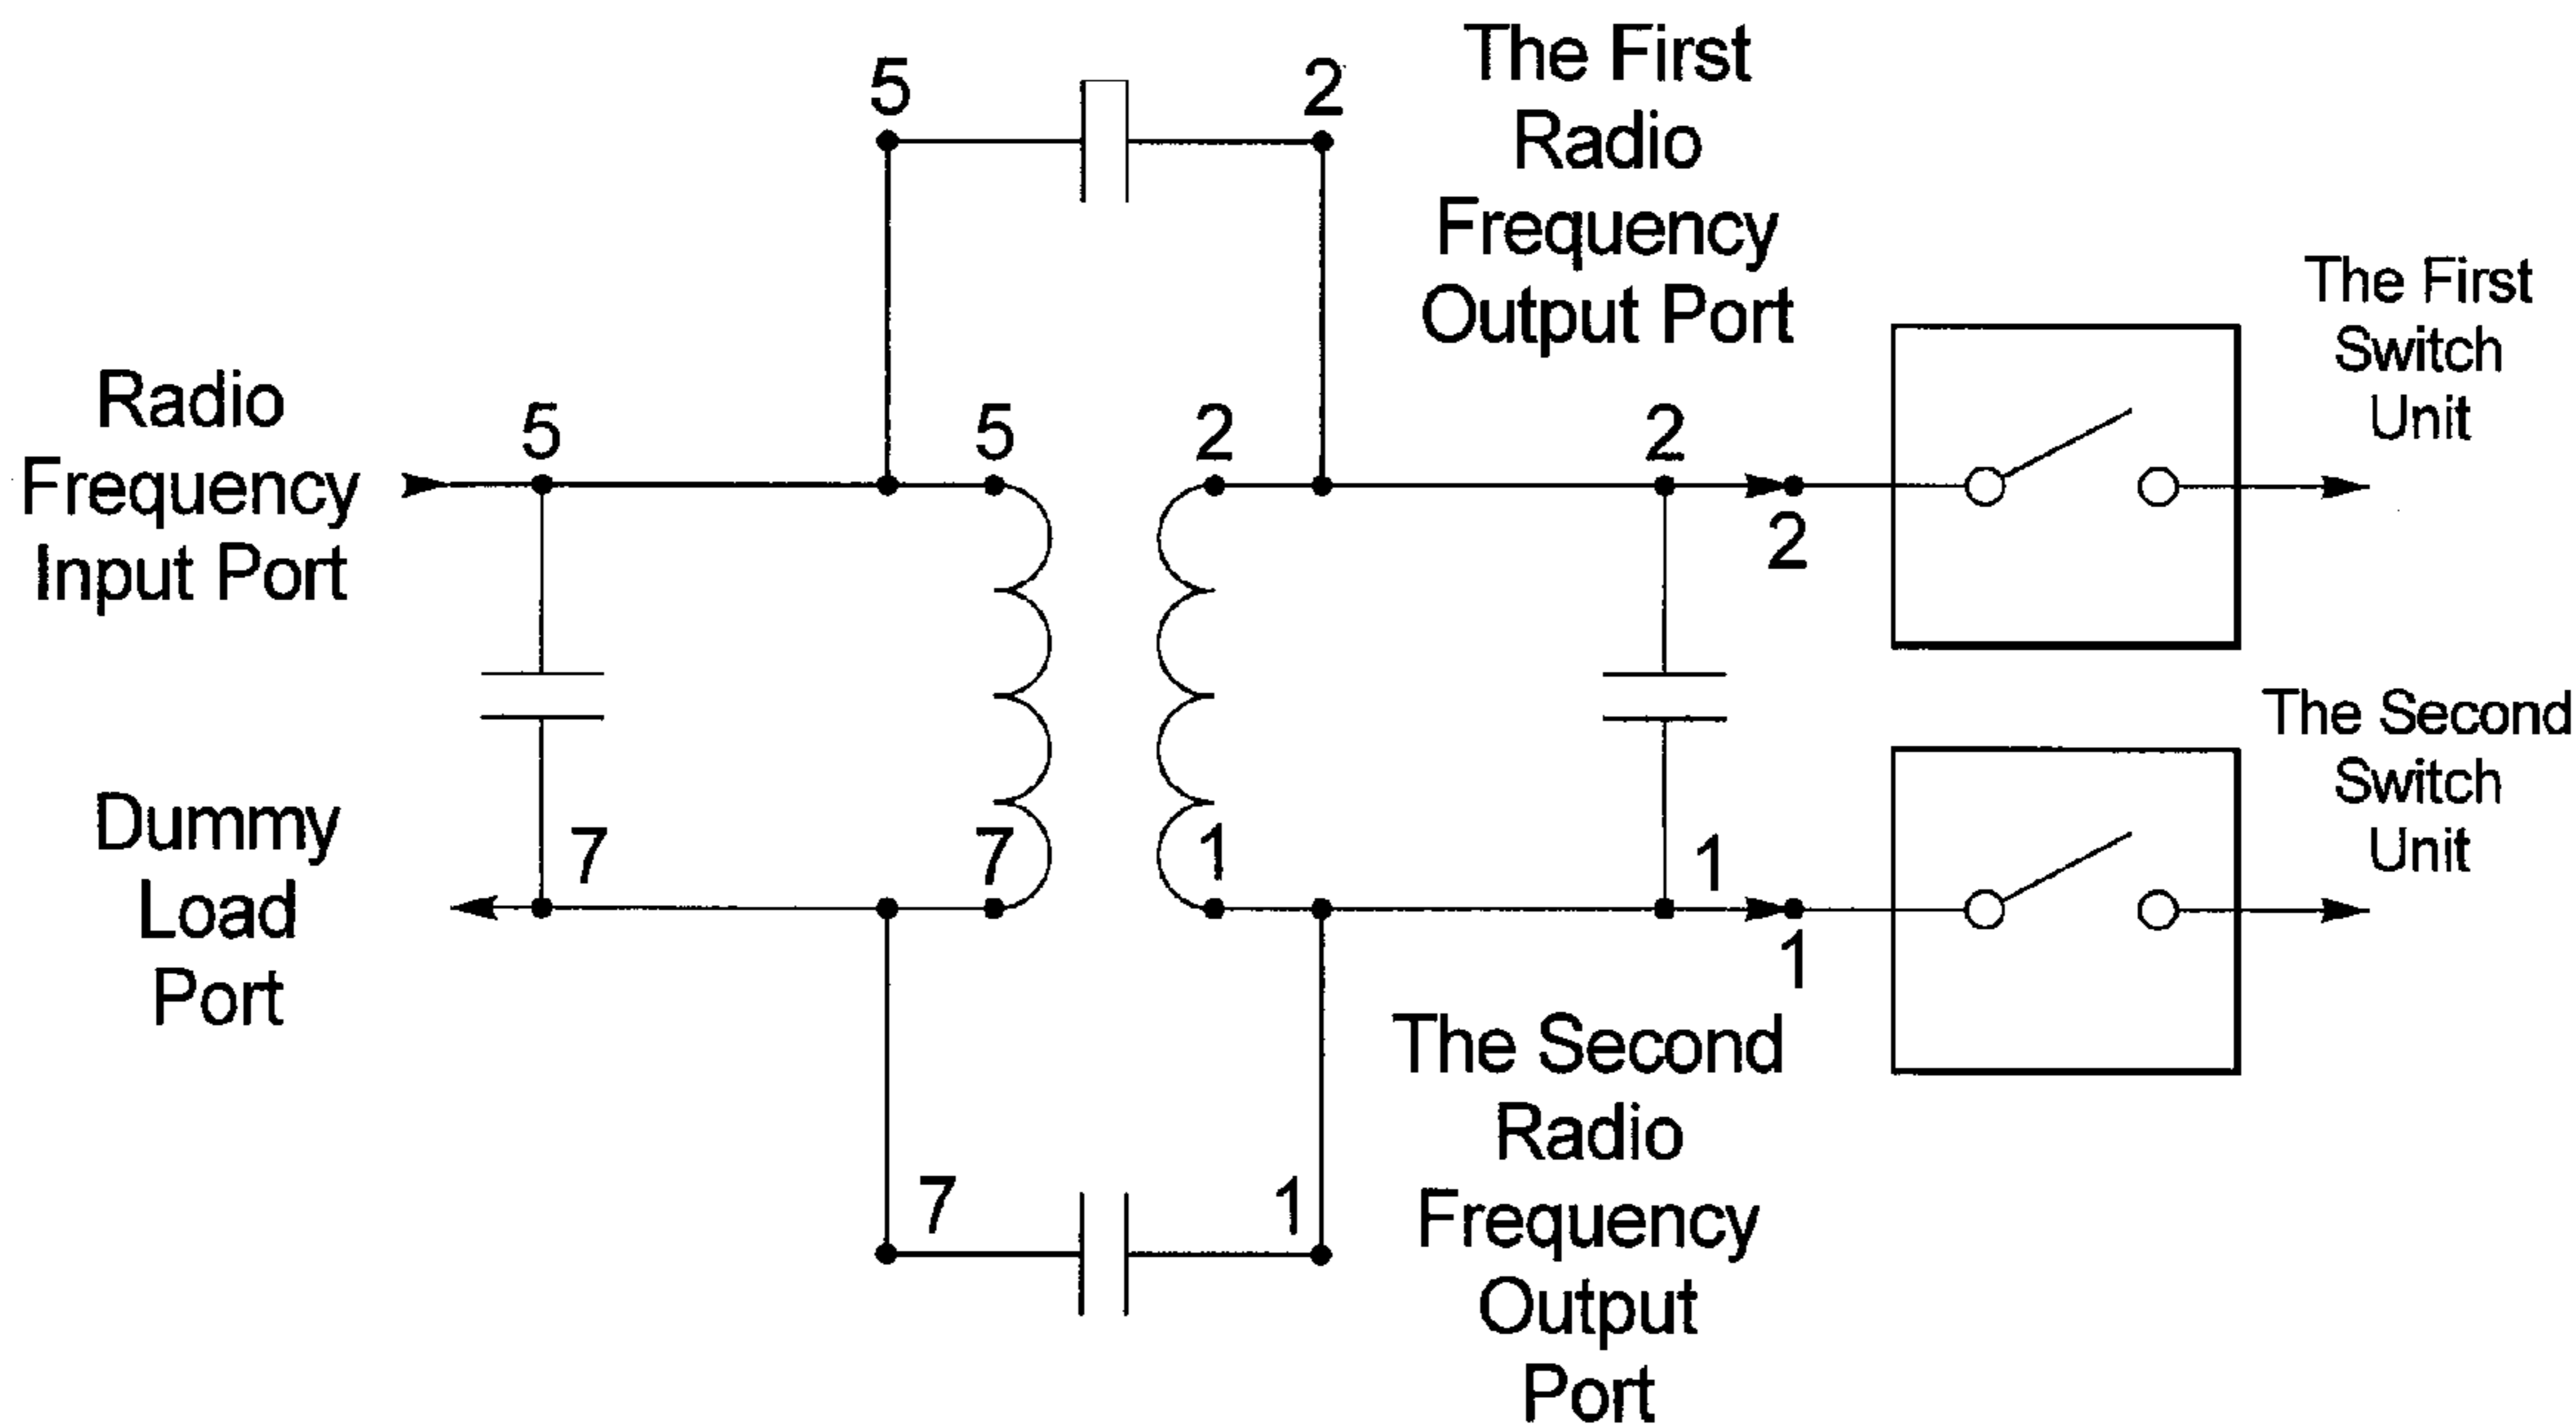 The First
Radio
Frequency
Output Port
5
2
The First
Switch
Unit
Radio
Frequency
Input Port
5
5
2
2
2
The Second
Switch
Unit
Dummy
Load
Port
7
7
1
1
1
The Second
Radio
Frequency
Output
Port
7
1